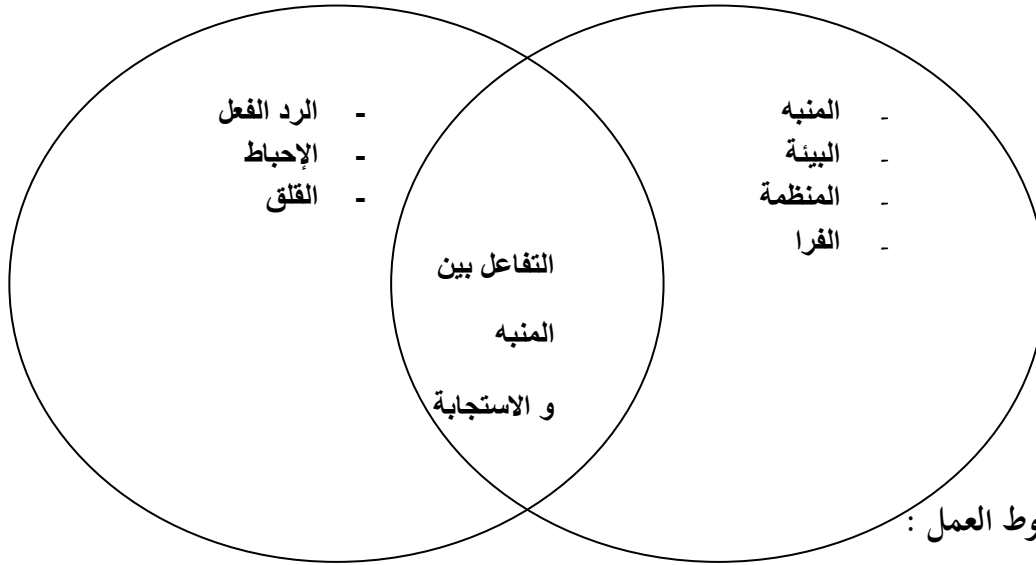 - المنبه
- البيئة
- المنظمة
- الفرا
- الرد الفعل
- الإحباط
- القلق
التفاعل بين
المنبه
و الاستجابة
وط العمل :